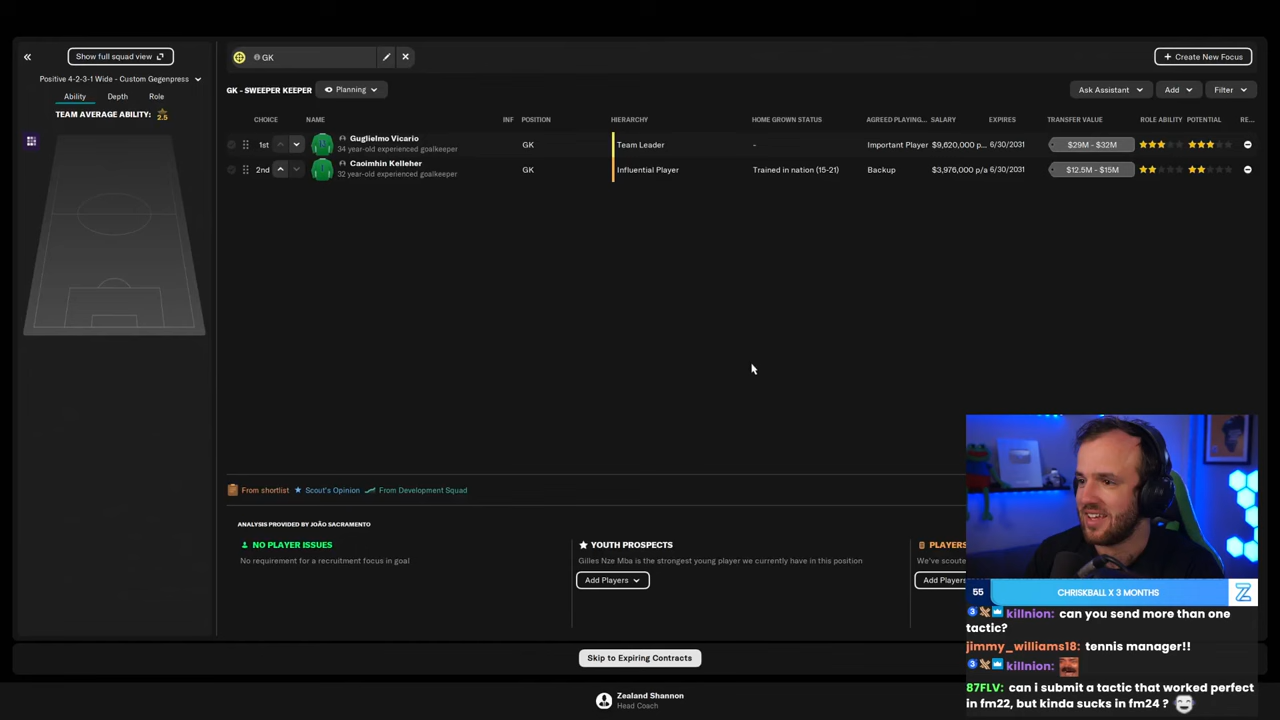 Show full squad view
GK
Create New Focus
Positive 4-2-3-1 Wide - Custom Gegenpress
GK - SWEEPER KEEPER
Planning
Ask Assistant
Add
Filter
Ability
Depth
Role
TEAM AVERAGE ABILITY:
2.5
CHOICE
NAME
INF
POSITION
HIERARCHY
HOME GROWN STATUS
AGREED PLAYING...
SALARY
EXPIRES
TRANSFER VALUE
ROLE ABILITY
POTENTIAL
RE...
1st
Guglielmo Vicario
34 year-old experienced goalkeeper
GK
Team Leader
-
Important Player
$9,620,000 p...
6/30/2031
$29M - $32M
2nd
Caoimhin Kelleher
32 year-old experienced goalkeeper
GK
Influential Player
Trained in nation (15-21)
Backup
$3,976,000 p/a
6/30/2031
$12.5M - $15M
From shortlist
Scout's Opinion
From Development Squad
ANALYSIS PROVIDED BY JOÃO SACRAMENTO
NO PLAYER ISSUES
No requirement for a recruitment focus in goal
YOUTH PROSPECTS
Gilles Nze Mba is the strongest young player we currently have in this position
Add Players
PLAYERS
We've scoute
Add Players
55
CHRISKBALL X 3 MONTHS
killnion: can you send more than one
tactic?
jimmy_williams18: tennis manager!!
killnion:
87FLV: can i submit a tactic that worked perfect
in fm22, but kinda sucks in fm24 ?
Skip to Expiring Contracts
Zealand Shannon
Head Coach